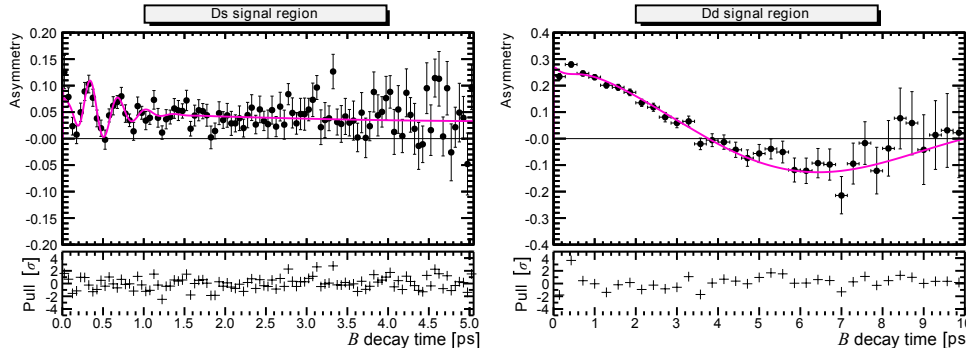 Ds signal region
Asymmetry
0.20
0.15
0.10
0.05
-0.00
-0.05
0.10
0.15
-0.20
Pull [σ]
4
2
0
-2
-4
0.0 0.5 1.0 1.5 2.0 2.5 3.0 3.5 4.0 4.5 5.0
B decay time [ps]
Dd signal region
Asymmetry
0.4
0.3
0.2
0.1
-0.0
-0.1
-0.2
-0.3
-0.4
Pull [σ]
4
2
0
-2
-4
0 1 2 3 4 5 6 7 8 9 10
B decay time [ps]